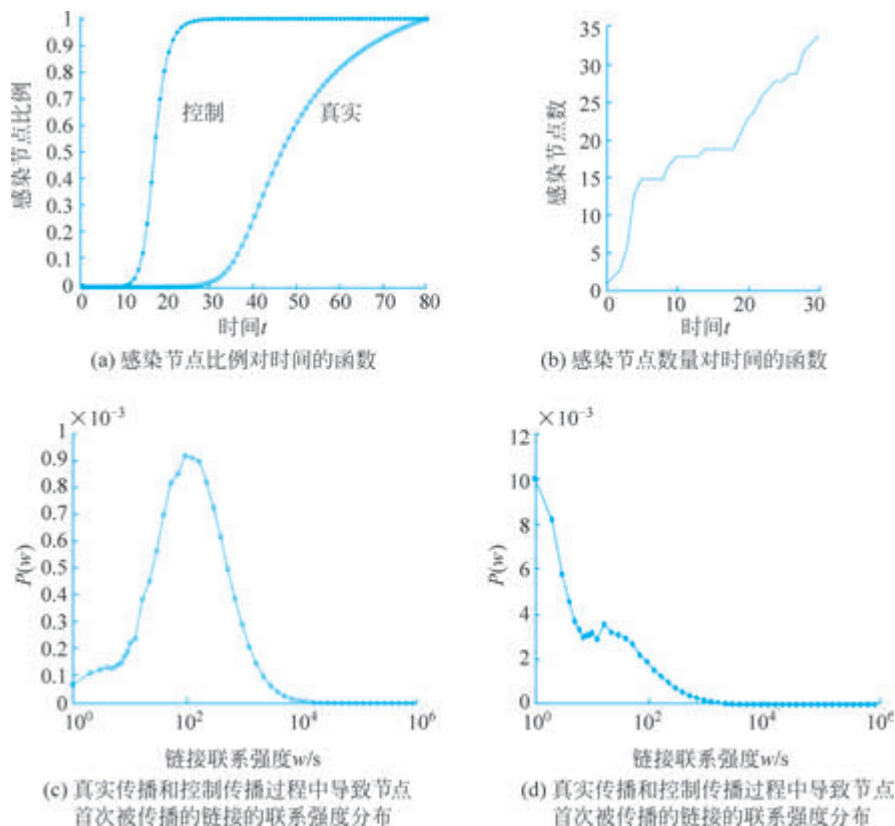 感染节点比例
1
0.9
0.8
0.7
0.6
0.5
0.4
0.3
0.2
0.1
0
控制
真实
0 10 20 30 40 50 60 70 80
时间t
(a) 感染节点比例对时间的函数
感染节点数
35
30
25
20
15
10
5
0
0 10 20 30
时间t
(b) 感染节点数量对时间的函数
×10⁻³
P(w)
1
0.9
0.8
0.7
0.6
0.5
0.4
0.3
0.2
0.1
0
10⁰ 10² 10⁴ 10⁶
链接联系强度w/s
(c) 真实传播和控制传播过程中导致节点
首次被传播的链接的联系强度分布
×10⁻³
P(w)
12
10
8
6
4
2
0
10⁰ 10² 10⁴ 10⁶
链接联系强度w/s
(d) 真实传播和控制传播过程中导致节点
首次被传播的链接的联系强度分布